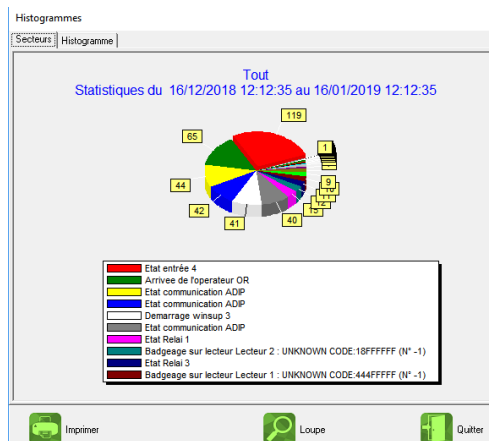 Histogrammes
Secteurs Histogramme
Tout
Statistiques du 16/12/2018 12:12:35 au 16/01/2019 12:12:35
119
1
65
9
44
42
12
15
41
40
Etat entrée 4
Arrivee de l'operateur OR
Etat communication ADIP
Etat communication ADIP
Demarrage winsup 3
Etat communication ADIP
Etat Relai 1
Badgeage sur lecteur Lecteur 2 : UNKNOWN CODE:18FFFFFF (N° -1)
Etat Relai 3
Badgeage sur lecteur Lecteur 1 : UNKNOWN CODE:444FFFFF (N° -1)
Imprimer Loupe Quitter